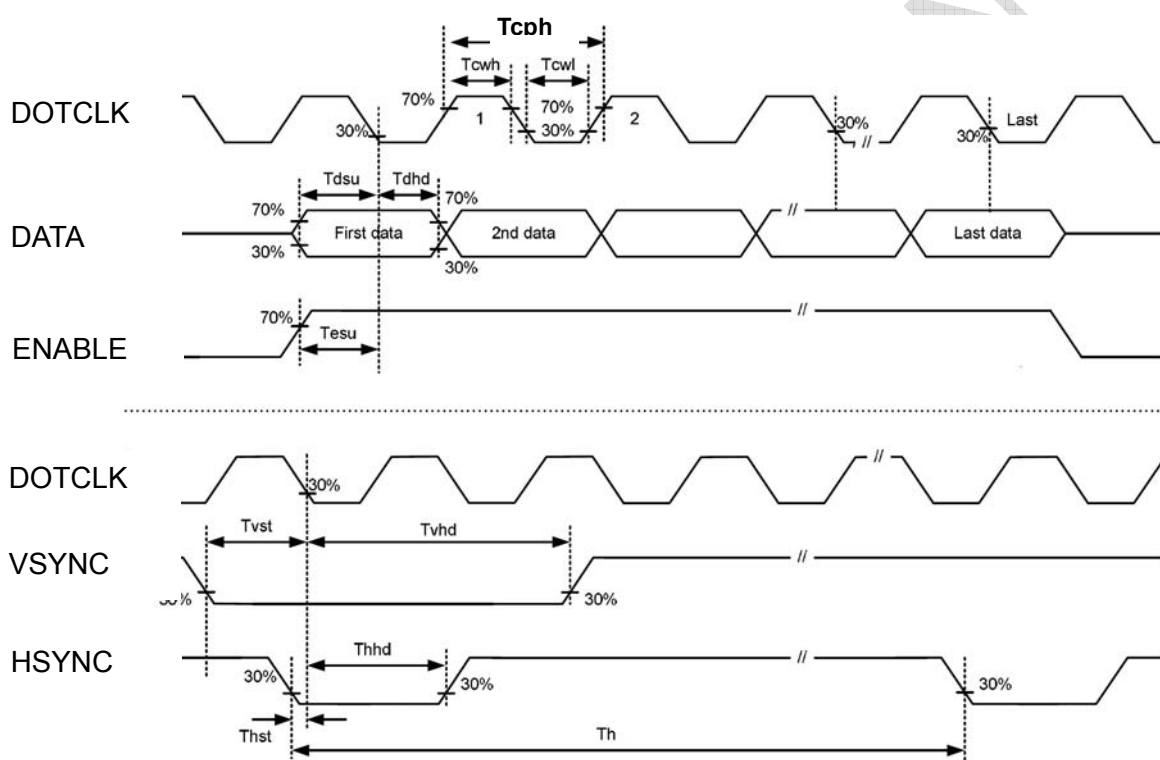 Tcph
Tcwh Tcwl
DOTCLK 70% 70% 30%
30% 1 30% 2 30% // Last
Tdsu Tdhd 70%
70% //
DATA First data 2nd data Last data
30% 30%
70% //
ENABLE Tesu
DOTCLK //
30%
Tvst Tvhd
VSYNC //
30%
Thhd
HSYNC //
30% 30% 30%
Thst Th